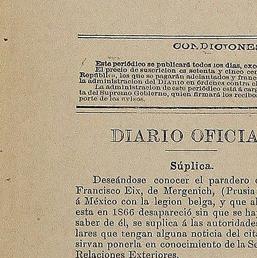 CONDICIONES
Este periódico se publicará todos los dias, exc
El precio de suscricion es setenta y cinco cen
República, los que se pagarán adelantados y franc
la administracion del DIARIO en órdenes contra el
La administracion de este periódico está á carg
ta del Supremo Gobierno, quien firmará los recibos
porte de los avisos.
DIARIO OFICIA
Súplica.
Deseándose conocer el paradero d
Francisco Eix, de Mergenich, (Prusia
á México con la legion belga, y que al
esta en 1866 desapareció sin que se ha
saber de él, se suplica á las autoridades
lares que tengan alguna noticia del cita
sirvan ponerla en conocimiento de la Se
Relaciones Exteriores.